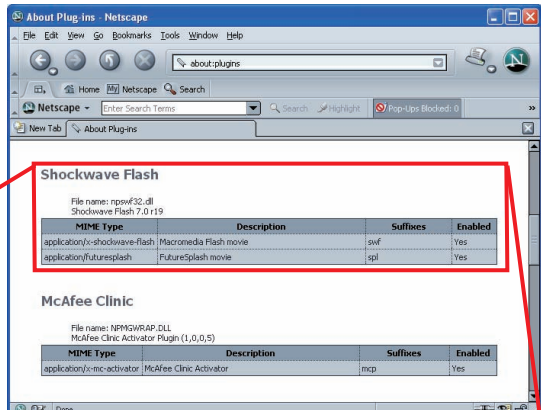 About Plug-ins - Netscape
File Edit View Go Bookmarks Tools Window Help
about:plugins
Home My Netscape Search
Netscape Enter Search Terms Search Highlight Pop-Ups Blocked: 0 »
New Tab About Plug-ins
Shockwave Flash
File name: npswf32.dll
Shockwave Flash 7.0 r19
MIME Type Description Suffixes Enabled
application/x-shockwave-flash Macromedia Flash movie swf Yes
application/futuresplash FutureSplash movie spl Yes
McAfee Clinic
File name: NPMGWRAP.DLL
McAfee Clinic Activator Plugin (1,0,0,5)
MIME Type Description Suffixes Enabled
application/x-mc-activator McAfee Clinic Activator mcp Yes
Done